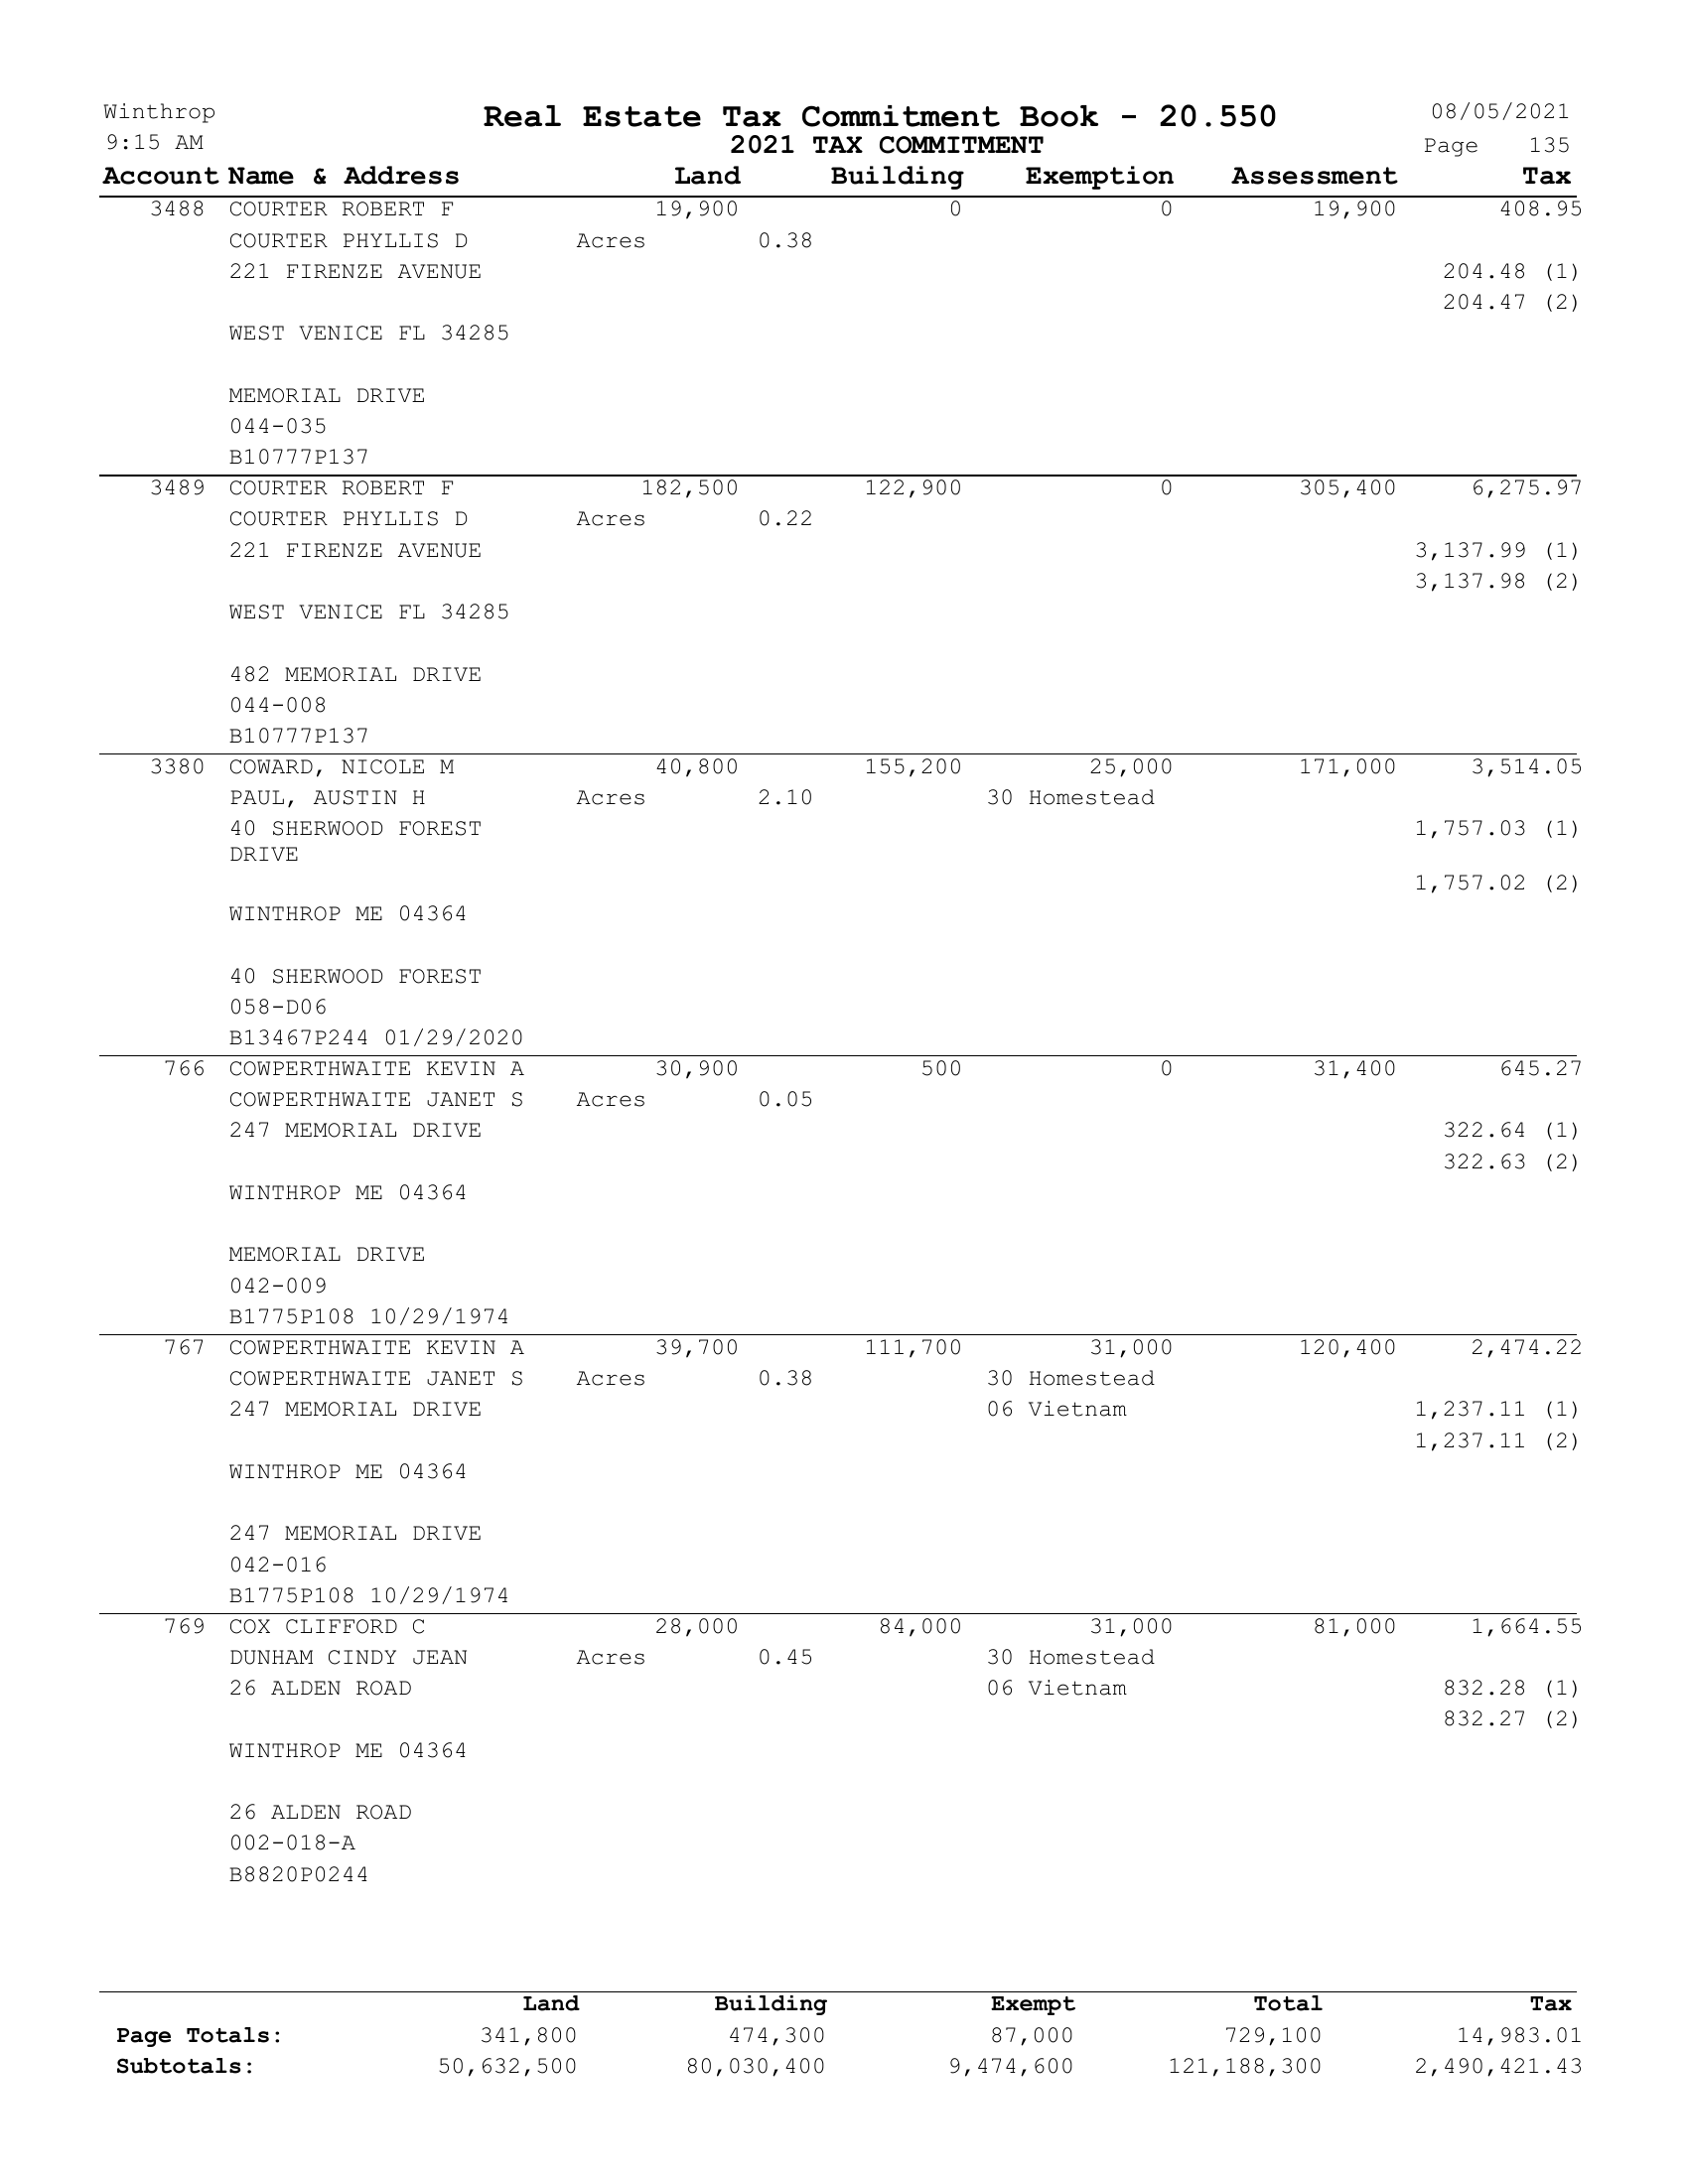 Winthrop Real Estate Tax Commitment Book - 20.550 08/05/2021
9:15 AM 2021 TAX COMMITMENT Page 135
Account Name & Address Land Building Exemption Assessment Tax
3488 COURTER ROBERT F 19,900 0 0 19,900 408.95
COURTER PHYLLIS D Acres 0.38
221 FIRENZE AVENUE 204.48 (1)
204.47 (2)
WEST VENICE FL 34285
MEMORIAL DRIVE
044-035
B10777P137
3489 COURTER ROBERT F 182,500 122,900 0 305,400 6,275.97
COURTER PHYLLIS D Acres 0.22
221 FIRENZE AVENUE 3,137.99 (1)
3,137.98 (2)
WEST VENICE FL 34285
482 MEMORIAL DRIVE
044-008
B10777P137
3380 COWARD, NICOLE M 40,800 155,200 25,000 171,000 3,514.05
PAUL, AUSTIN H Acres 2.10 30 Homestead
40 SHERWOOD FOREST 1,757.03 (1)
DRIVE
1,757.02 (2)
WINTHROP ME 04364
40 SHERWOOD FOREST
058-D06
B13467P244 01/29/2020
766 COWPERTHWAITE KEVIN A 30,900 500 0 31,400 645.27
COWPERTHWAITE JANET S Acres 0.05
247 MEMORIAL DRIVE 322.64 (1)
322.63 (2)
WINTHROP ME 04364
MEMORIAL DRIVE
042-009
B1775P108 10/29/1974
767 COWPERTHWAITE KEVIN A 39,700 111,700 31,000 120,400 2,474.22
COWPERTHWAITE JANET S Acres 0.38 30 Homestead
247 MEMORIAL DRIVE 06 Vietnam 1,237.11 (1)
1,237.11 (2)
WINTHROP ME 04364
247 MEMORIAL DRIVE
042-016
B1775P108 10/29/1974
769 COX CLIFFORD C 28,000 84,000 31,000 81,000 1,664.55
DUNHAM CINDY JEAN Acres 0.45 30 Homestead
26 ALDEN ROAD 06 Vietnam 832.28 (1)
832.27 (2)
WINTHROP ME 04364
26 ALDEN ROAD
002-018-A
B8820P0244
Land Building Exempt Total Tax
Page Totals: 341,800 474,300 87,000 729,100 14,983.01
Subtotals: 50,632,500 80,030,400 9,474,600 121,188,300 2,490,421.43